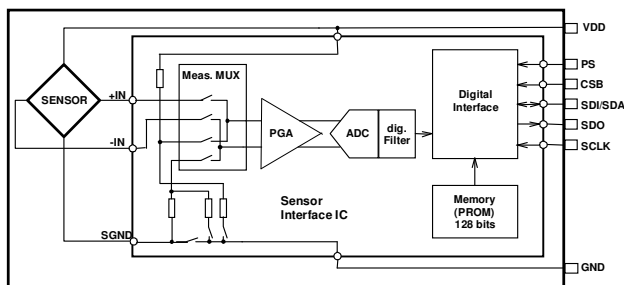 VDD
PS
CSB
SDI/SDA
SDO
SCLK
GND
SENSOR
+IN
-IN
SGND
Meas. MUX
PGA
ADC
dig.
Filter
Digital
Interface
Memory
(PROM)
128 bits
Sensor
Interface IC